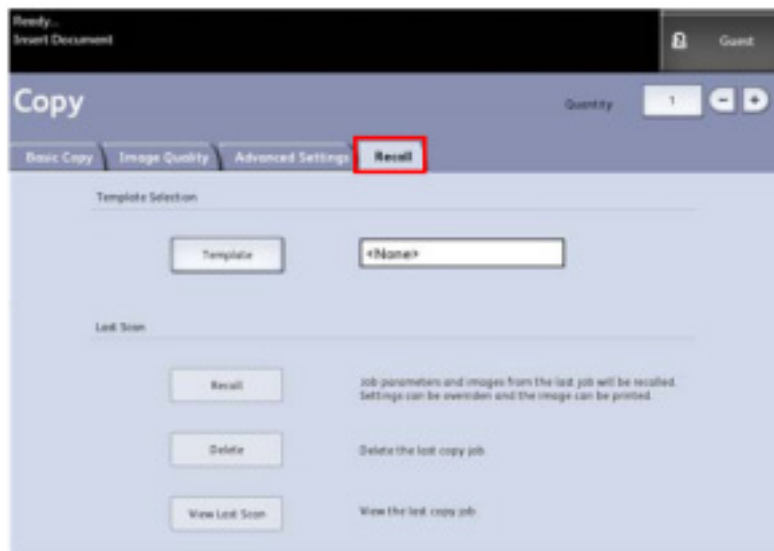 Ready...
Insert Document
Guest
Copy
Quantity
1
- +
Basic Copy Image Quality Advanced Settings Recall
Template Selection
Template <None>
Last Scan
Recall
Job parameters and images from the last job will be recalled.
Settings can be overriden and the image can be printed.
Delete Delete the last copy job
View Last Scan View the last copy job